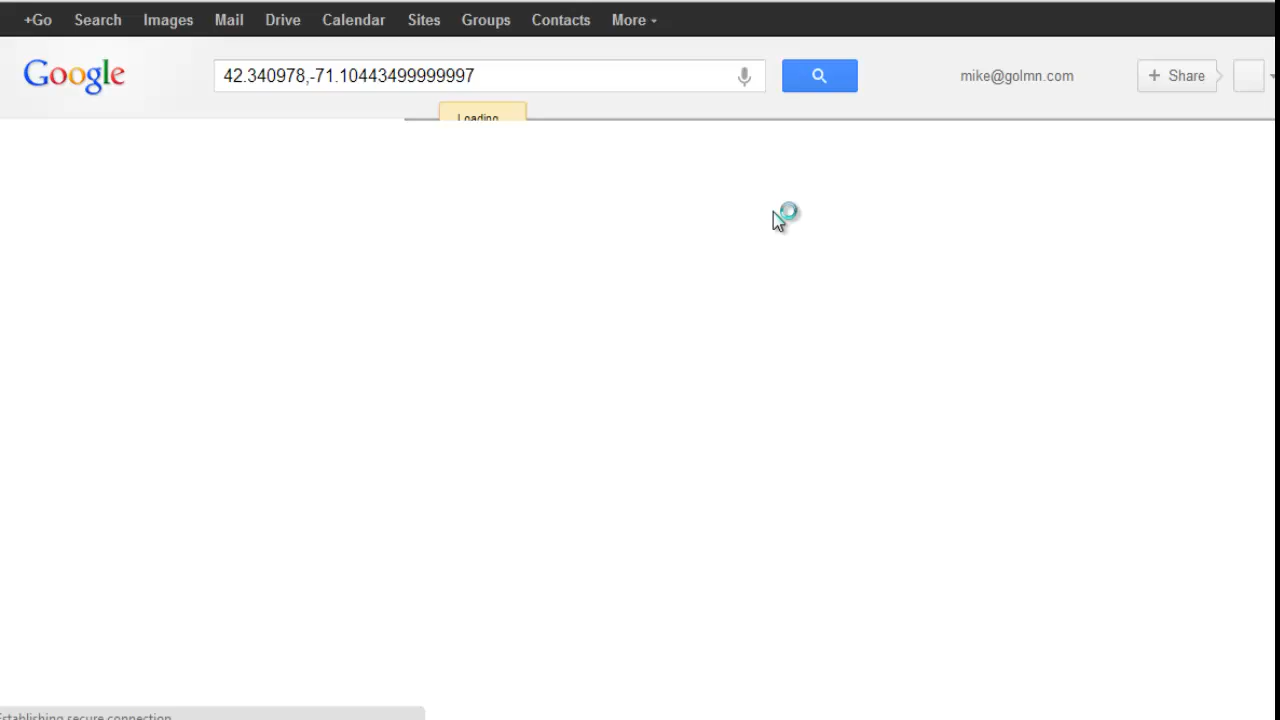 +Go Search Images Mail Drive Calendar Sites Groups Contacts More
Google 42.340978,-71.10443499999997 mike@golmn.com + Share
Loading
Establishing secure connection